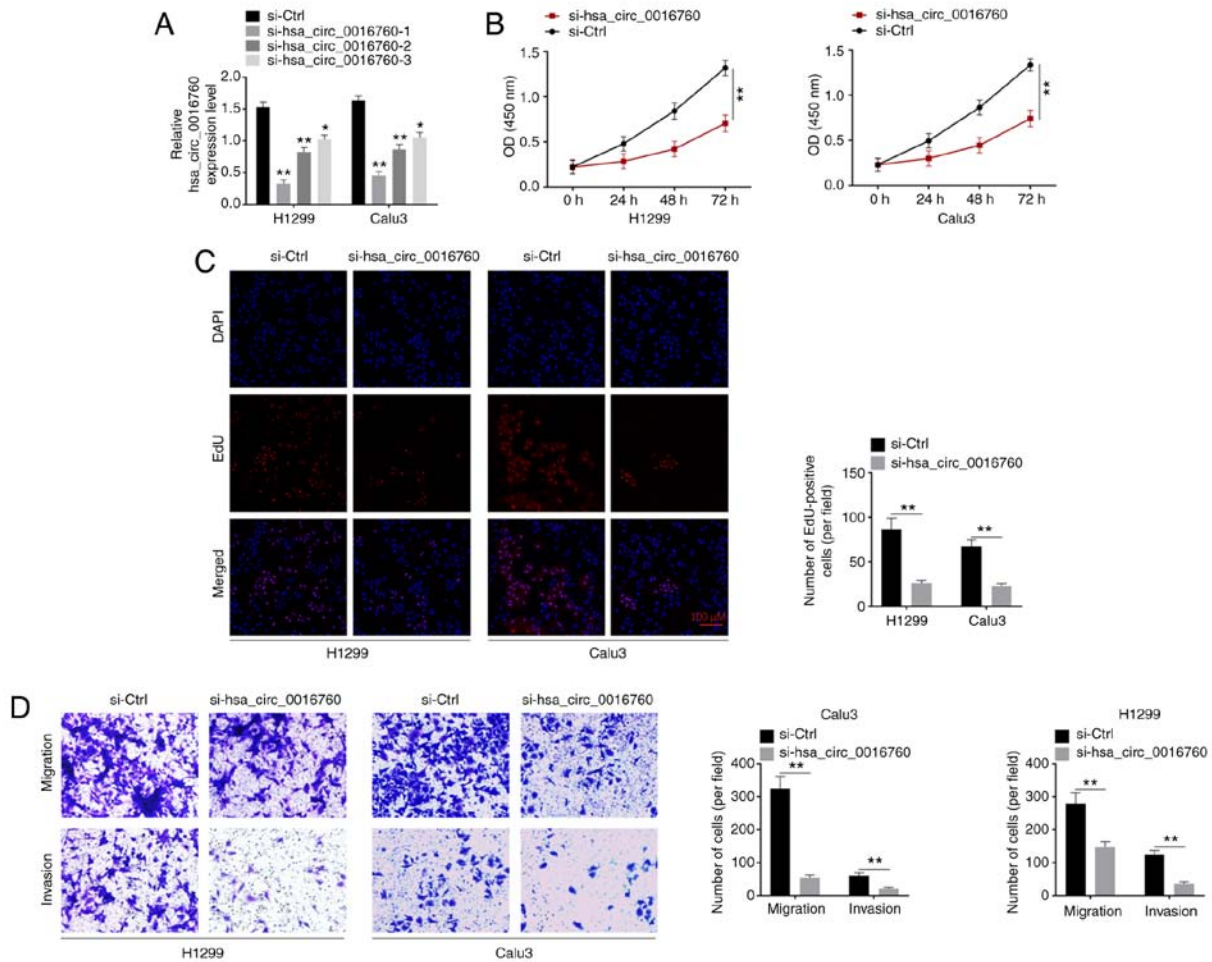 A
si-Ctrl
si-hsa_circ_0016760-1
si-hsa_circ_0016760-2
si-hsa_circ_0016760-3
Relative
hsa_circ_0016760
expression level
2.0
1.5
1.0
0.5
0.0
** ** *
** ** *
H1299 Calu3
B
si-hsa_circ_0016760
si-Ctrl
OD (450 nm)
1.5
1.0
0.5
0.0
**
0 h 24 h 48 h 72 h
H1299
si-hsa_circ_0016760
si-Ctrl
OD (450 nm)
1.5
1.0
0.5
0.0
**
0 h 24 h 48 h 72 h
Calu3
C
si-Ctrl si-hsa_circ_0016760 si-Ctrl si-hsa_circ_0016760
DAPI
EdU
Merged
100 μM
H1299 Calu3
si-Ctrl
si-hsa_circ_0016760
Number of EdU-positive
cells (per field)
150
100
50
0
** **
H1299 Calu3
D
si-Ctrl si-hsa_circ_0016760 si-Ctrl si-hsa_circ_0016760
Migration
Invasion
H1299 Calu3
Calu3
si-Ctrl
si-hsa_circ_0016760
Number of cells (per field)
400
300
200
100
0
** **
Migration Invasion
H1299
si-Ctrl
si-hsa_circ_0016760
Number of cells (per field)
400
300
200
100
0
** **
Migration Invasion